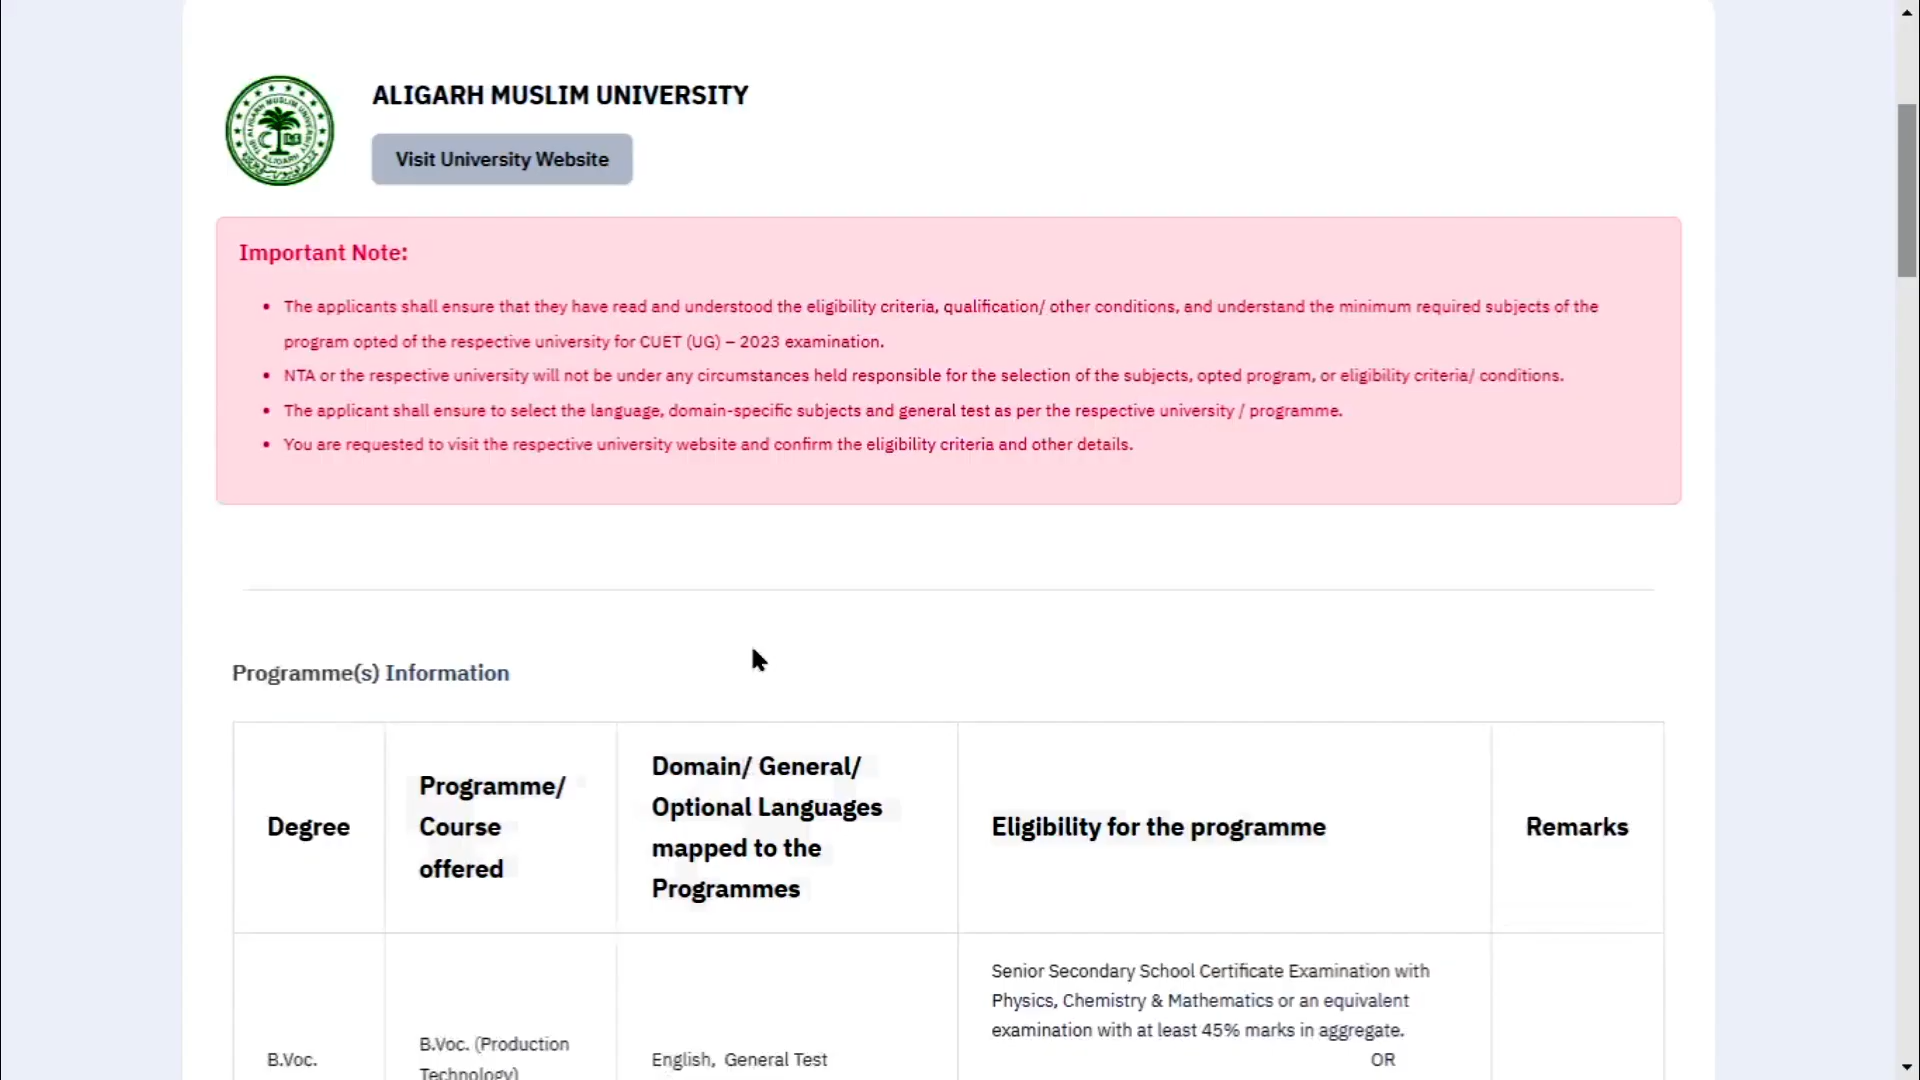 ALIGARH MUSLIM UNIVERSITY
Visit University Website
Important Note:
• The applicants shall ensure that they have read and understood the eligibility criteria, qualification/ other conditions, and understand the minimum required subjects of the
program opted of the respective university for CUET (UG) – 2023 examination.
• NTA or the respective university will not be under any circumstances held responsible for the selection of the subjects, opted program, or eligibility criteria/ conditions.
• The applicant shall ensure to select the language, domain-specific subjects and general test as per the respective university / programme.
• You are requested to visit the respective university website and confirm the eligibility criteria and other details.
Programme(s) Information
Degree
Programme/
Course
offered
Domain/ General/
Optional Languages
mapped to the
Programmes
Eligibility for the programme
Remarks
B.Voc.
B.Voc. (Production
Technology)
English, General Test
Senior Secondary School Certificate Examination with
Physics, Chemistry & Mathematics or an equivalent
examination with at least 45% marks in aggregate.
OR